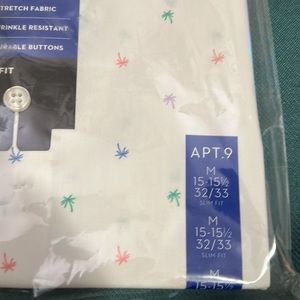 STRETCH FABRIC
RINKLE RESISTANT
RABLE BUTTONS
FIT
APT.9
M
15-15½
32/33
SLIM FIT
M
15-15½
32/33
SLIM FIT
M
15-15½